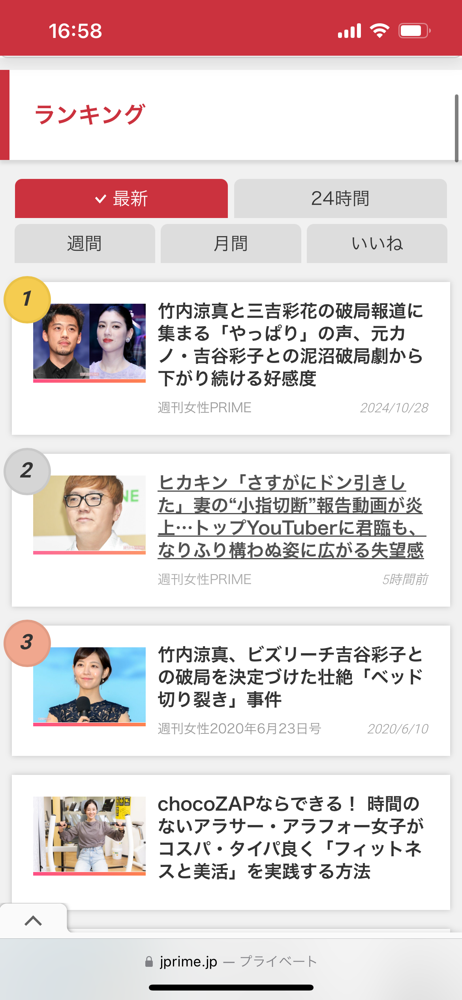 16:58
ランキング
最新
24時間
週間
月間
いいね
1
竹内涼真と三吉彩花の破局報道に
集まる「やっぱり」の声、元カ
ノ・吉谷彩子との泥沼破局劇から
下がり続ける好感度
週刊女性PRIME
2024/10/28
2
NE
ヒカキン「さすがにドン引きし
た」妻の“小指切断”報告動画が炎
上…トップYouTuberに君臨も、
なりふり構わぬ姿に広がる失望感
週刊女性PRIME
5時間前
3
竹内涼真、ビズリーチ吉谷彩子と
の破局を決定づけた壮絶「ベッド
切り裂き」事件
週刊女性2020年6月23日号
2020/6/10
chocoZAPならできる！ 時間の
ないアラサー・アラフォー女子が
コスパ・タイパ良く「フィットネ
スと美活」を実践する方法
jprime.jp — プライベート